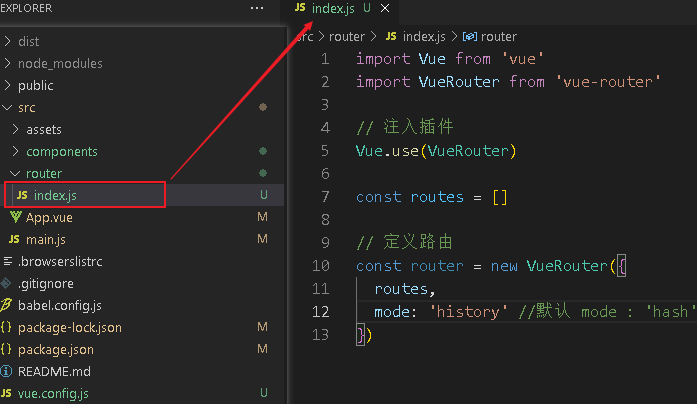 EXPLORER
dist
node_modules
public
src
assets
components
router
JS index.js U
App.vue M
JS main.js M
.browserslistrc
.gitignore
babel.config.js
package-lock.json M
package.json M
README.md
vue.config.js U
JS index.js U
src > router > JS index.js > router
1 import Vue from 'vue'
2 import VueRouter from 'vue-router'
3
4 // 注入插件
5 Vue.use(VueRouter)
6
7 const routes = []
8
9 // 定义路由
10 const router = new VueRouter({
11 routes,
12 mode: 'history' //默认 mode : 'hash'
13 })